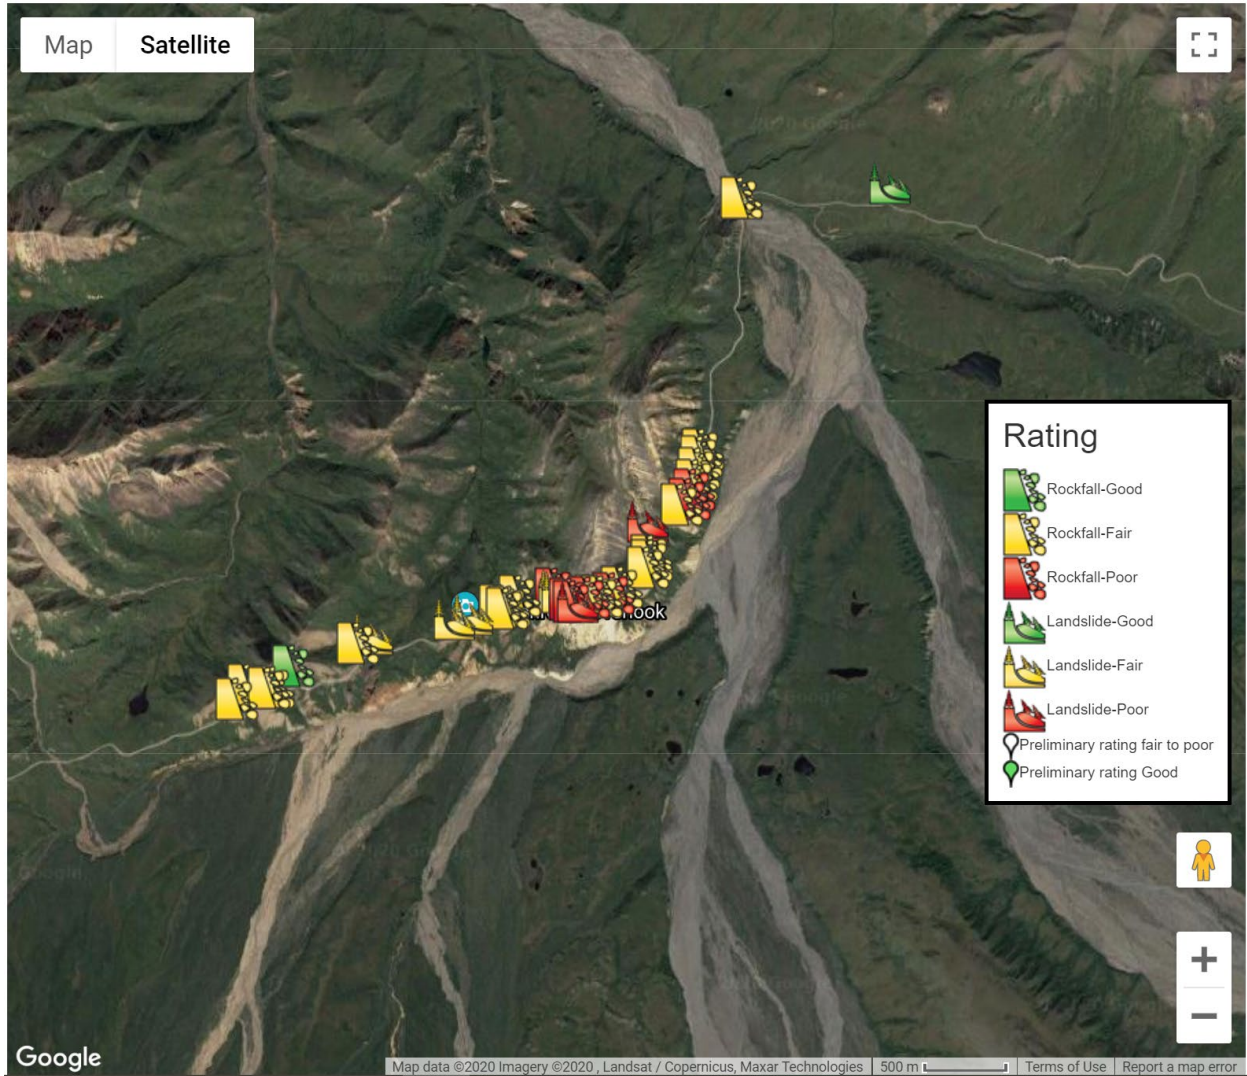 Map Satellite
ook
Rating
Rockfall-Good
Rockfall-Fair
Rockfall-Poor
Landslide-Good
Landslide-Fair
Landslide-Poor
Preliminary rating fair to poor
Preliminary rating Good
Google
Map data ©2020 Imagery ©2020 , Landsat / Copernicus, Maxar Technologies 500 m Terms of Use Report a map error